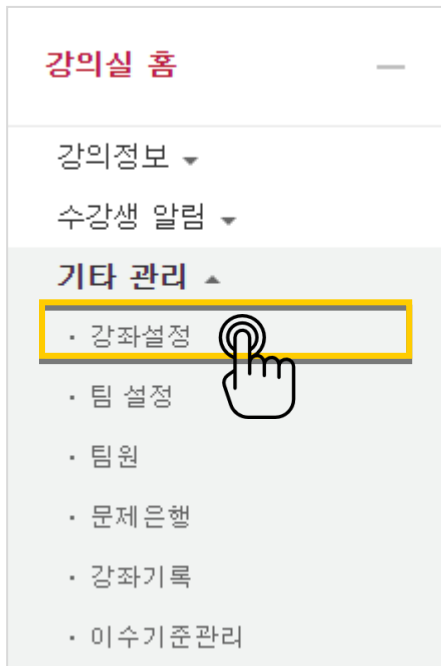 강의실 홈
강의정보
수강생 알림
기타 관리
· 강좌설정
· 팀 설정
· 팀원
· 문제은행
· 강좌기록
· 이수기준관리